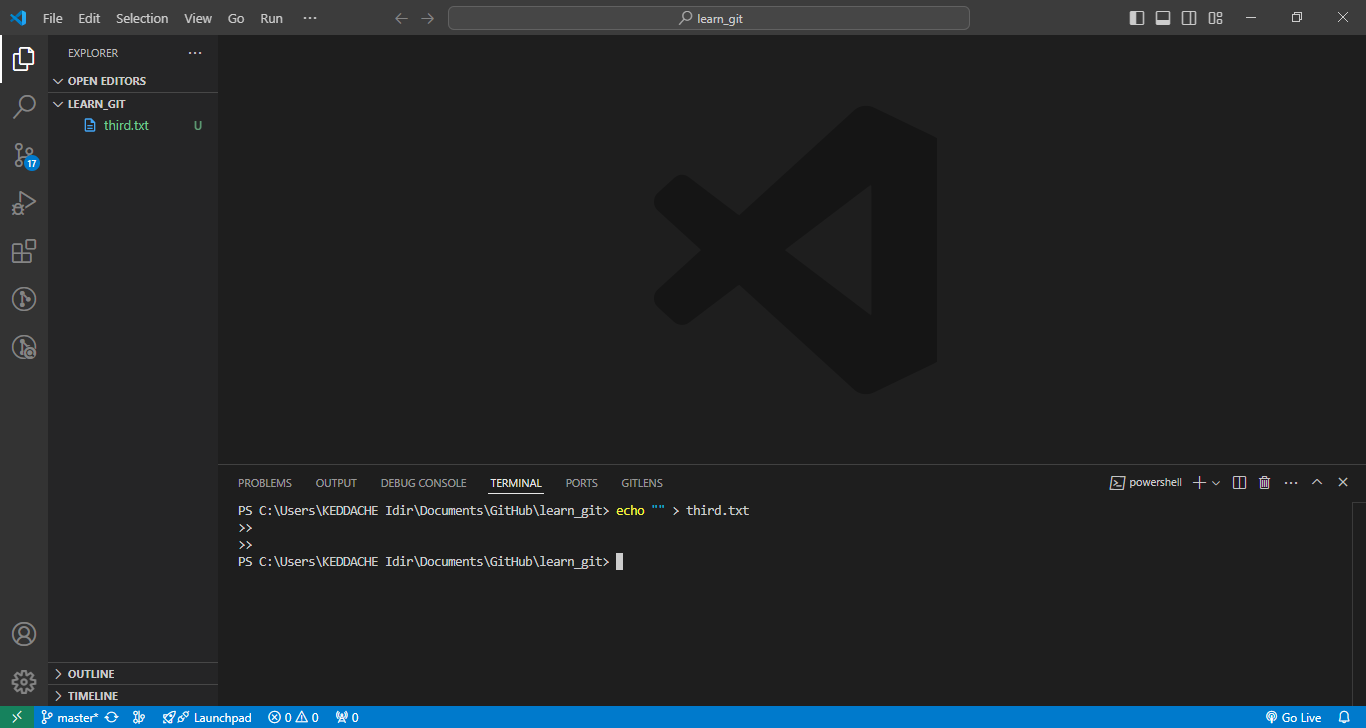 File Edit Selection View Go Run ···
learn_git
EXPLORER ···
OPEN EDITORS
LEARN_GIT
third.txt U
17
PROBLEMS OUTPUT DEBUG CONSOLE TERMINAL PORTS GITLENS
powershell
PS C:\Users\KEDDACHE Idir\Documents\GitHub\learn_git> echo "" > third.txt
>>
>>
PS C:\Users\KEDDACHE Idir\Documents\GitHub\learn_git>
OUTLINE
TIMELINE
master* Launchpad 0 0 0 Go Live